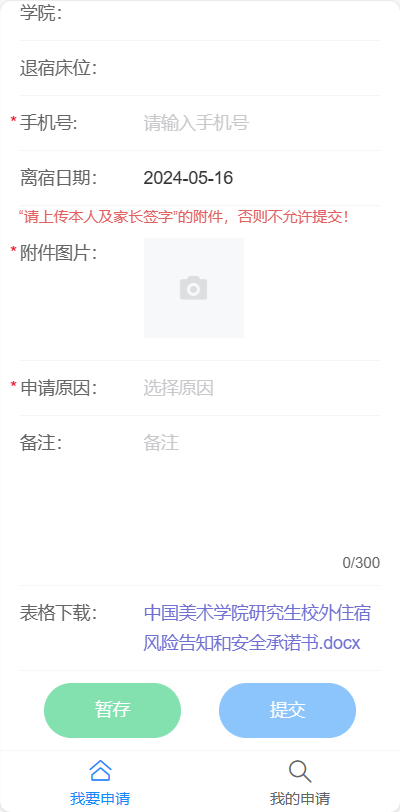 学院：
退宿床位：
* 手机号: 请输入手机号
离宿日期： 2024-05-16
“请上传本人及家长签字”的附件，否则不允许提交！
* 附件图片：
* 申请原因： 选择原因
备注： 备注
0/300
表格下载： 中国美术学院研究生校外住宿
风险告知和安全承诺书.docx
暂存 提交
我要申请 我的申请